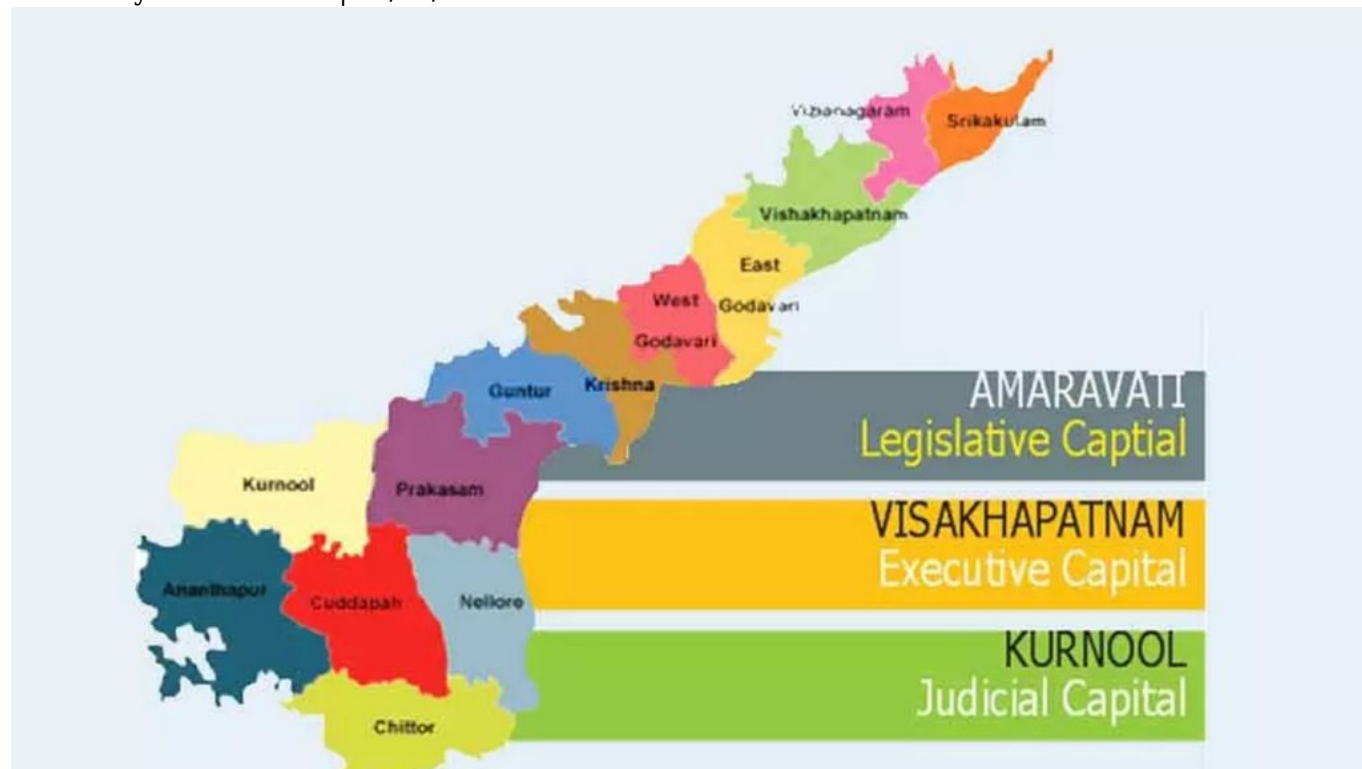 Vizianagaram
Srikakulam
Vishakhapatnam
East
Godavari
West
Godavari
Krishna
Guntur
Prakasam
Kurnool
Ananthapur
Cuddapah
Nellore
Chittor
AMARAVATI
Legislative Captial
VISAKHAPATNAM
Executive Capital
KURNOOL
Judicial Capital